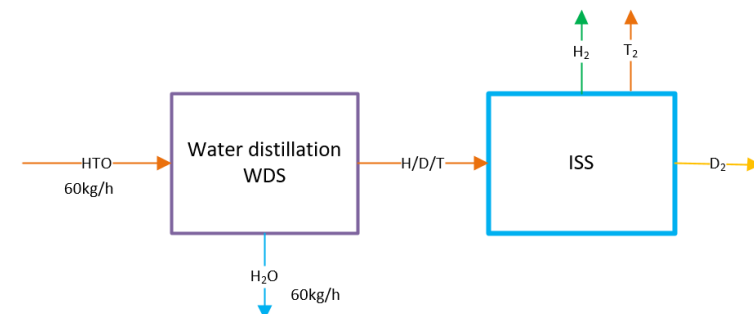 H₂
T₂
HTO
60kg/h
Water distillation
WDS
H/D/T
ISS
D₂
H₂O
60kg/h